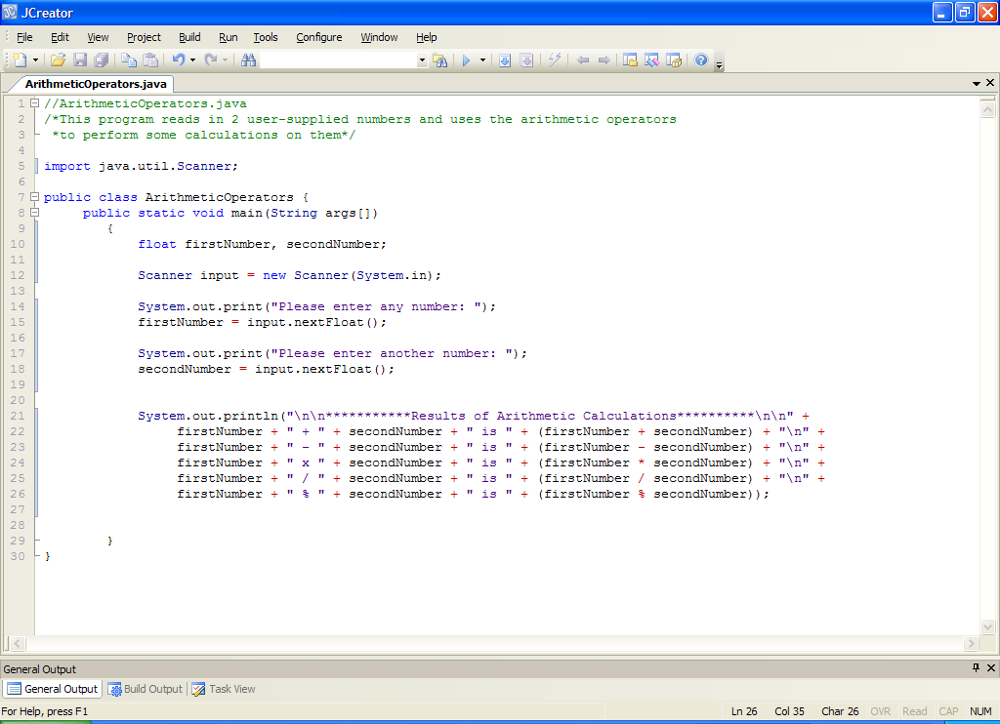 JCreator
File Edit View Project Build Run Tools Configure Window Help
ArithmeticOperators.java
1 //ArithmeticOperators.java
2 /*This program reads in 2 user-supplied numbers and uses the arithmetic operators
3 *to perform some calculations on them*/
4
5 import java.util.Scanner;
6
7 public class ArithmeticOperators {
8 public static void main(String args[])
9 {
10 float firstNumber, secondNumber;
11
12 Scanner input = new Scanner(System.in);
13
14 System.out.print("Please enter any number: ");
15 firstNumber = input.nextFloat();
16
17 System.out.print("Please enter another number: ");
18 secondNumber = input.nextFloat();
19
20
21 System.out.println("\n\n***********Results of Arithmetic Calculations**********\n\n" +
22 firstNumber + " + " + secondNumber + " is " + (firstNumber + secondNumber) + "\n" +
23 firstNumber + " - " + secondNumber + " is " + (firstNumber - secondNumber) + "\n" +
24 firstNumber + " x " + secondNumber + " is " + (firstNumber * secondNumber) + "\n" +
25 firstNumber + " / " + secondNumber + " is " + (firstNumber / secondNumber) + "\n" +
26 firstNumber + " % " + secondNumber + " is " + (firstNumber % secondNumber));
27
28
29 }
30 }
General Output
General Output Build Output Task View
For Help, press F1 Ln 26 Col 35 Char 26 OVR Read CAP NUM